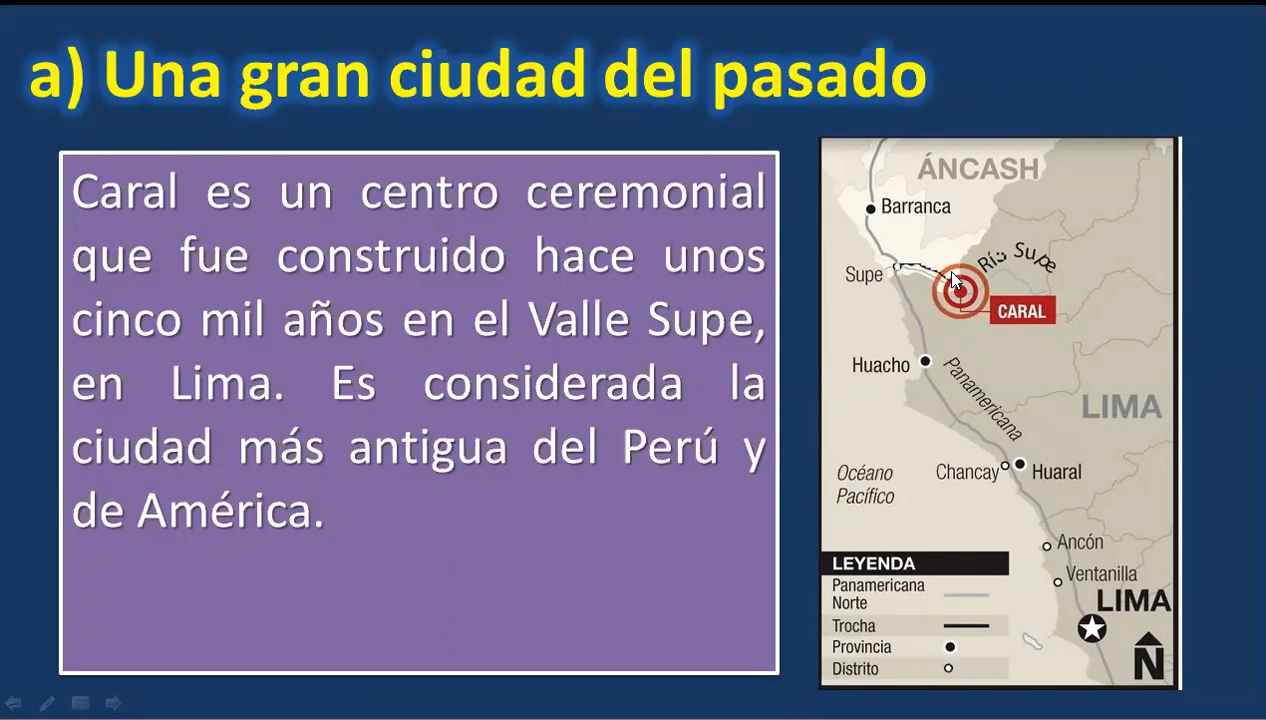 a) Una gran ciudad del pasado
Caral es un centro ceremonial
que fue construido hace unos
cinco mil años en el Valle Supe,
en Lima. Es considerada la
ciudad más antigua del Perú y
de América.
ÁNCASH
Barranca
Río Supe
Supe
CARAL
Huacho
Panamericana
LIMA
Océano
Pacífico
Chancay
Huaral
Ancón
Ventanilla
LIMA
LEYENDA
Panamericana
Norte
Trocha
Provincia
Distrito
N